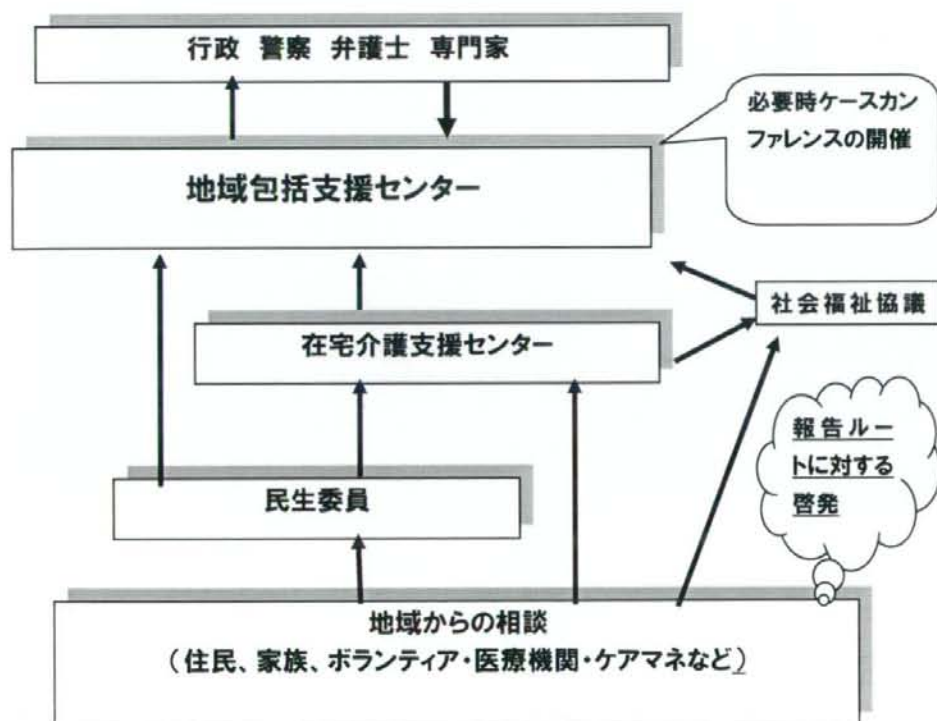 行政 警察 弁護士 専門家
必要時ケースカン
ファレンスの開催
地域包括支援センター
社会福祉協議
在宅介護支援センター
報告ルー
トに対する
啓発
民生委員
地域からの相談
（住民、家族、ボランティア・医療機関・ケアマネなど）